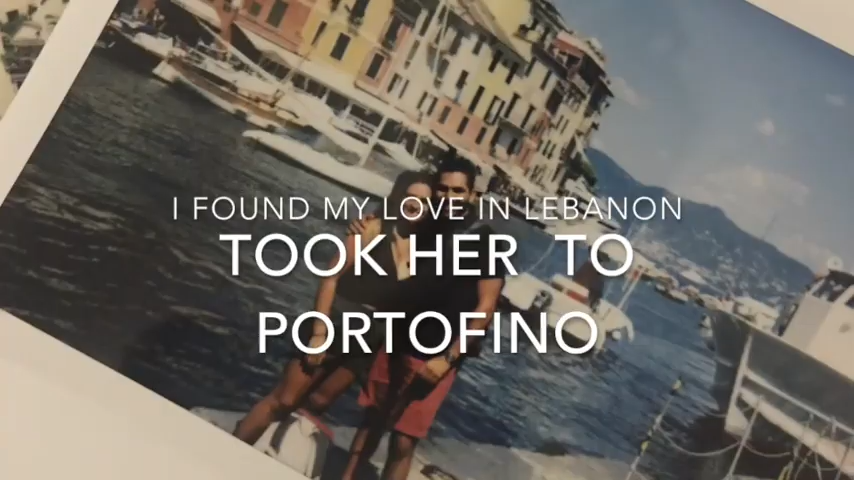 I FOUND MY LOVE IN LEBANON
TOOK HER TO
PORTOFINO